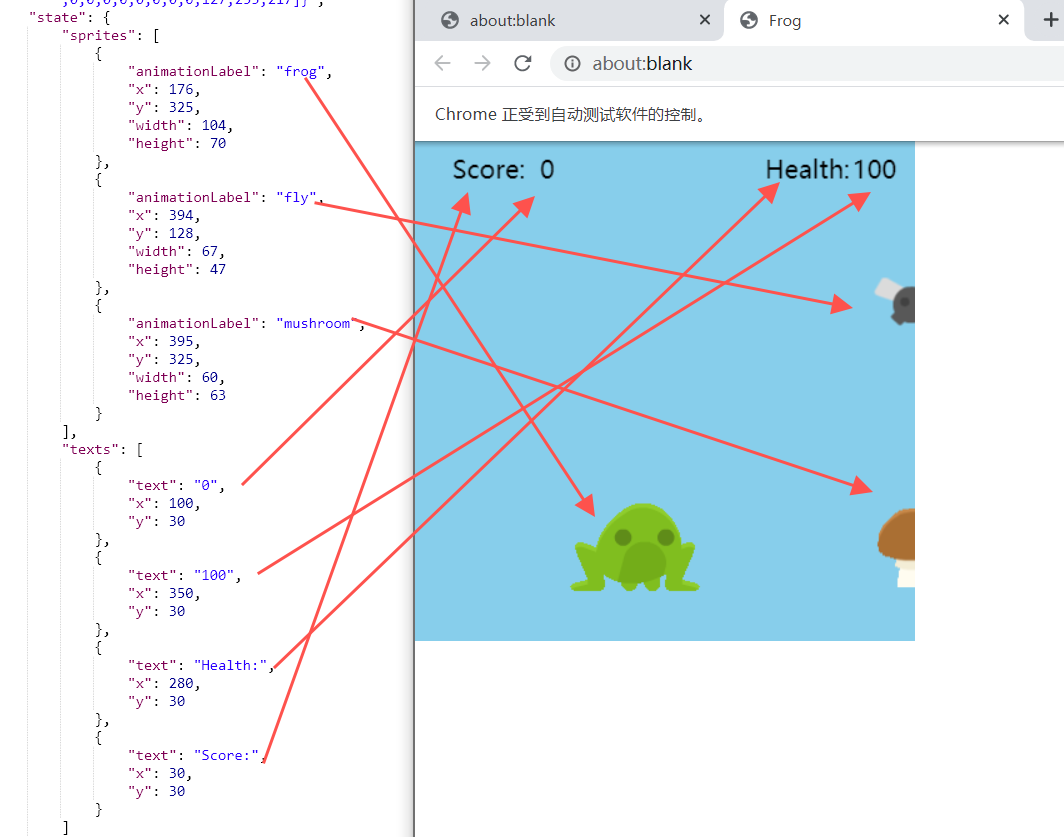 ,0,0,0,0,0,0,0,127,255,217]}",
"state": {
"sprites": [
{
"animationLabel": "frog",
"x": 176,
"y": 325,
"width": 104,
"height": 70
},
{
"animationLabel": "fly",
"x": 394,
"y": 128,
"width": 67,
"height": 47
},
{
"animationLabel": "mushroom",
"x": 395,
"y": 325,
"width": 60,
"height": 63
}
],
"texts": [
{
"text": "0",
"x": 100,
"y": 30
},
{
"text": "100",
"x": 350,
"y": 30
},
{
"text": "Health:",
"x": 280,
"y": 30
},
{
"text": "Score:",
"x": 30,
"y": 30
}
]
about:blank
Frog
about:blank
Chrome 正受到自动测试软件的控制。
Score: 0
Health:100